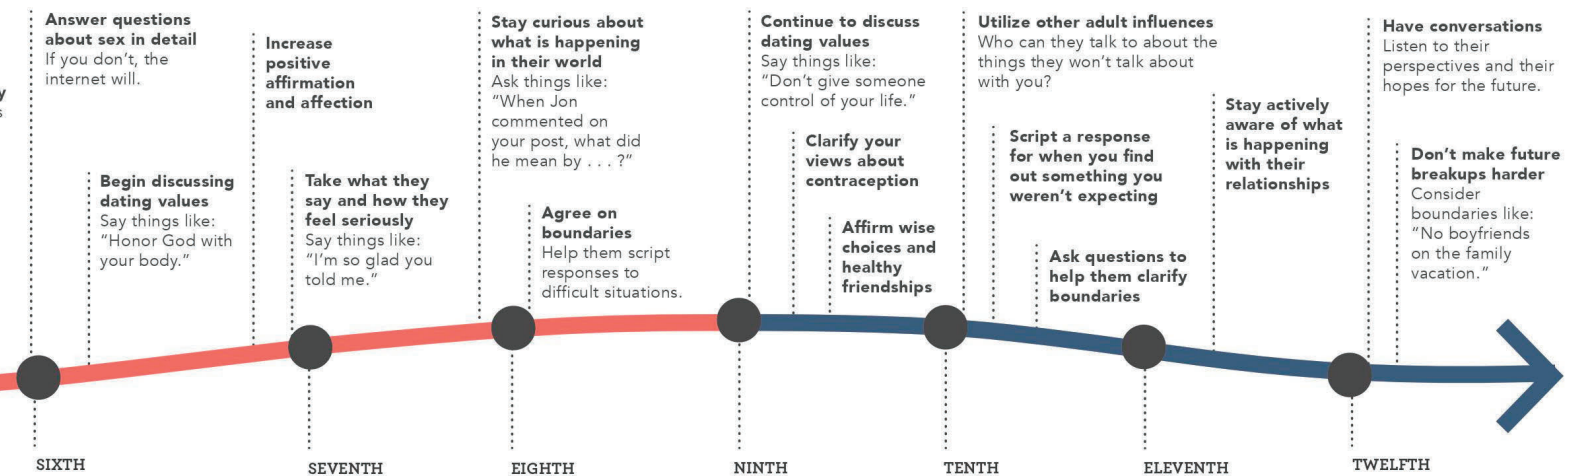 Answer questions
about sex in detail
If you don't, the
internet will.
Begin discussing
dating values
Say things like:
“Honor God with
your body.”
Increase
positive
affirmation
and affection
Take what they
say and how they
feel seriously
Say things like:
“I'm so glad you
told me.”
Stay curious about
what is happening
in their world
Ask things like:
“When Jon
commented on
your post, what did
he mean by . . . ?”
Agree on
boundaries
Help them script
responses to
difficult situations.
Continue to discuss
dating values
Say things like:
“Don't give someone
control of your life.”
Clarify your
views about
contraception
Affirm wise
choices and
healthy
friendships
Utilize other adult influences
Who can they talk to about the
things they won't talk about
with you?
Script a response
for when you find
out something you
weren't expecting
Ask questions to
help them clarify
boundaries
Stay actively
aware of what
is happening
with their
relationships
Have conversations
Listen to their
perspectives and their
hopes for the future.
Don't make future
breakups harder
Consider
boundaries like:
“No boyfriends
on the family
vacation.”
SIXTH
SEVENTH
EIGHTH
NINTH
TENTH
ELEVENTH
TWELFTH